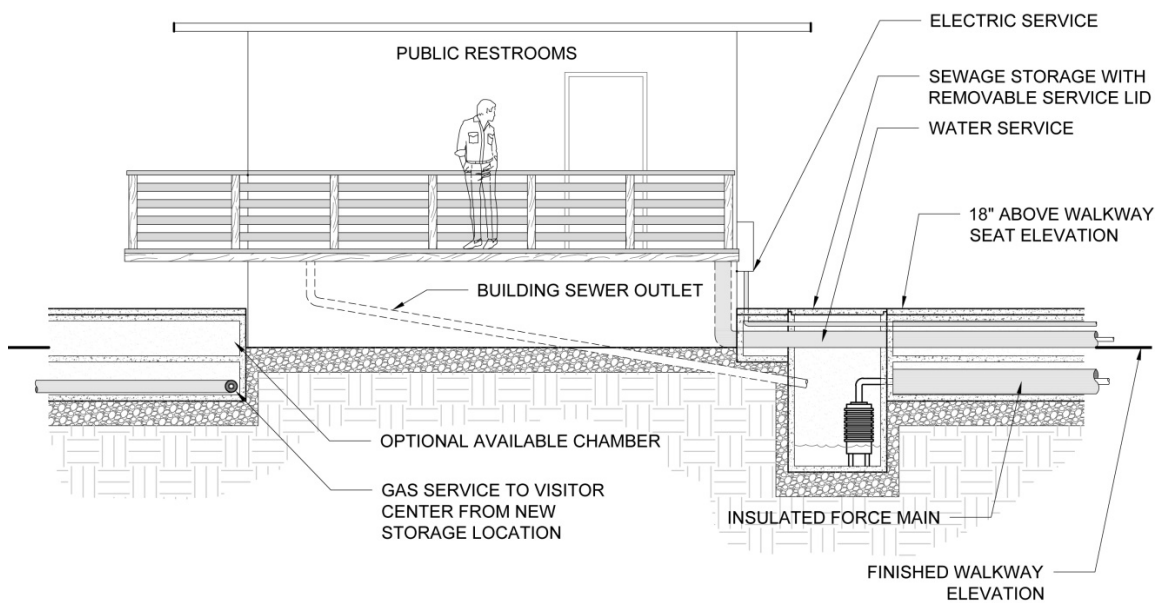 ELECTRIC SERVICE
PUBLIC RESTROOMS
SEWAGE STORAGE WITH
REMOVABLE SERVICE LID
WATER SERVICE
18" ABOVE WALKWAY
SEAT ELEVATION
BUILDING SEWER OUTLET
OPTIONAL AVAILABLE CHAMBER
GAS SERVICE TO VISITOR
CENTER FROM NEW
STORAGE LOCATION
INSULATED FORCE MAIN
FINISHED WALKWAY
ELEVATION